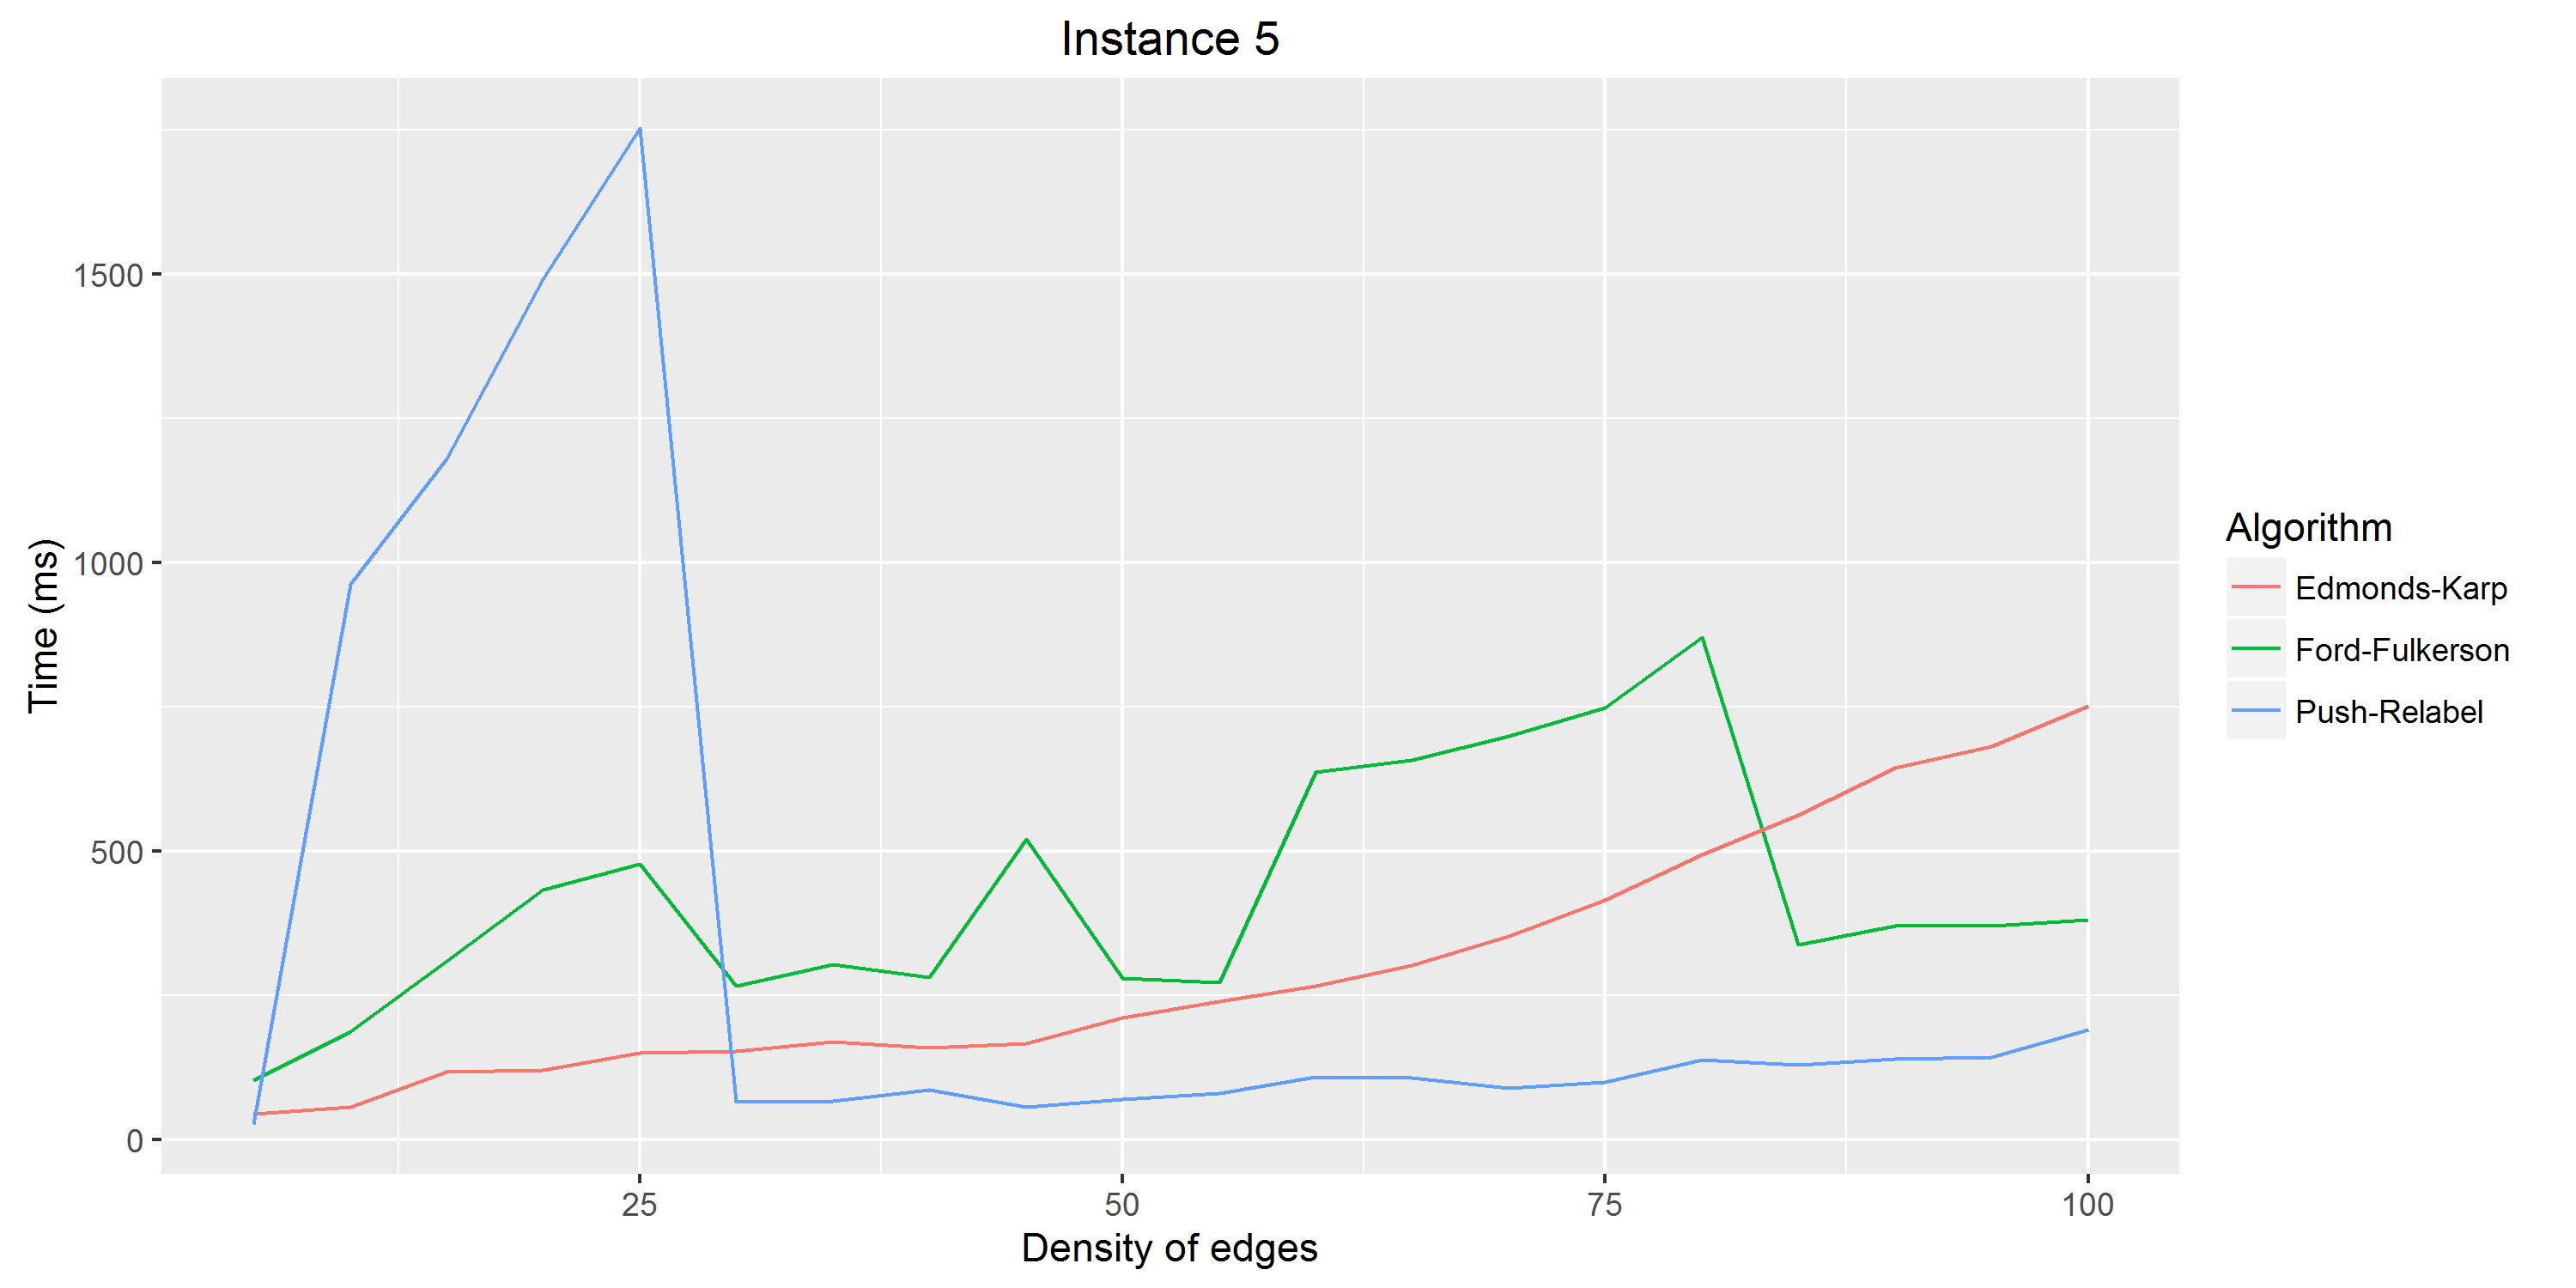 Instance 5
Time (ms)
1500
1000
500
0
25 50 75 100
Density of edges
Algorithm
Edmonds-Karp
Ford-Fulkerson
Push-Relabel